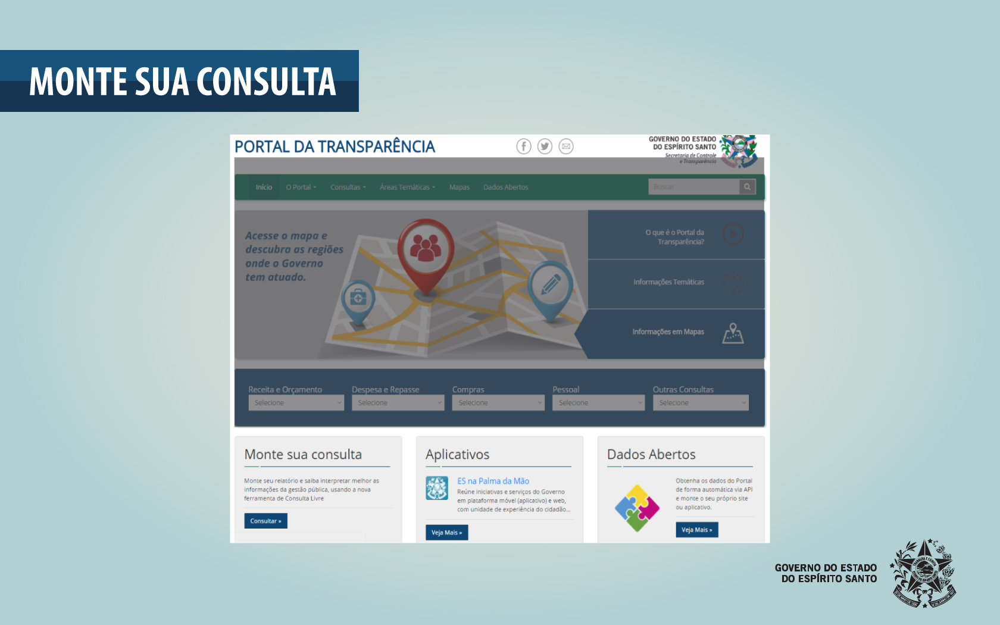 MONTE SUA CONSULTA
PORTAL DA TRANSPARÊNCIA
GOVERNO DO ESTADO
DO ESPÍRITO SANTO
Secretaria de Controle
e Transparência
Início
O Portal
Consultas
Áreas Temáticas
Mapas
Dados Abertos
Buscar
Acesse o mapa e
descubra as regiões
onde o Governo
tem atuado.
O que é o Portal da
Transparência?
Informações Temáticas
Informações em Mapas
Receita e Orçamento
Selecione
Despesa e Repasse
Selecione
Compras
Selecione
Pessoal
Selecione
Outras Consultas
Selecione
Monte sua consulta
Monte seu relatório e saiba interpretar melhor as
informações da gestão pública, usando a nova
ferramenta de Consulta Livre
Consultar »
Aplicativos
ES na Palma da Mão
Reúne iniciativas e serviços do Governo
em plataforma móvel (aplicativo) e web,
com unidade de experiência do cidadão...
Veja Mais »
Dados Abertos
Obtenha os dados do Portal
de forma automática via API
e monte o seu próprio site
ou aplicativo.
Veja Mais »
GOVERNO DO ESTADO
DO ESPÍRITO SANTO